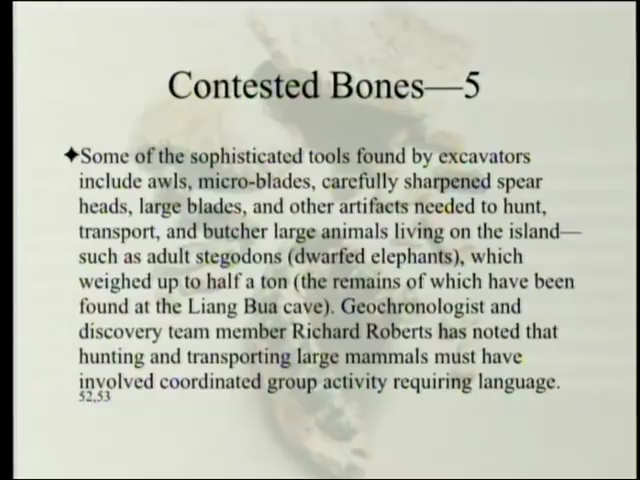 Contested Bones—5
✦Some of the sophisticated tools found by excavators
include awls, micro-blades, carefully sharpened spear
heads, large blades, and other artifacts needed to hunt,
transport, and butcher large animals living on the island—
such as adult stegodons (dwarfed elephants), which
weighed up to half a ton (the remains of which have been
found at the Liang Bua cave). Geochronologist and
discovery team member Richard Roberts has noted that
hunting and transporting large mammals must have
involved coordinated group activity requiring language.
52,53